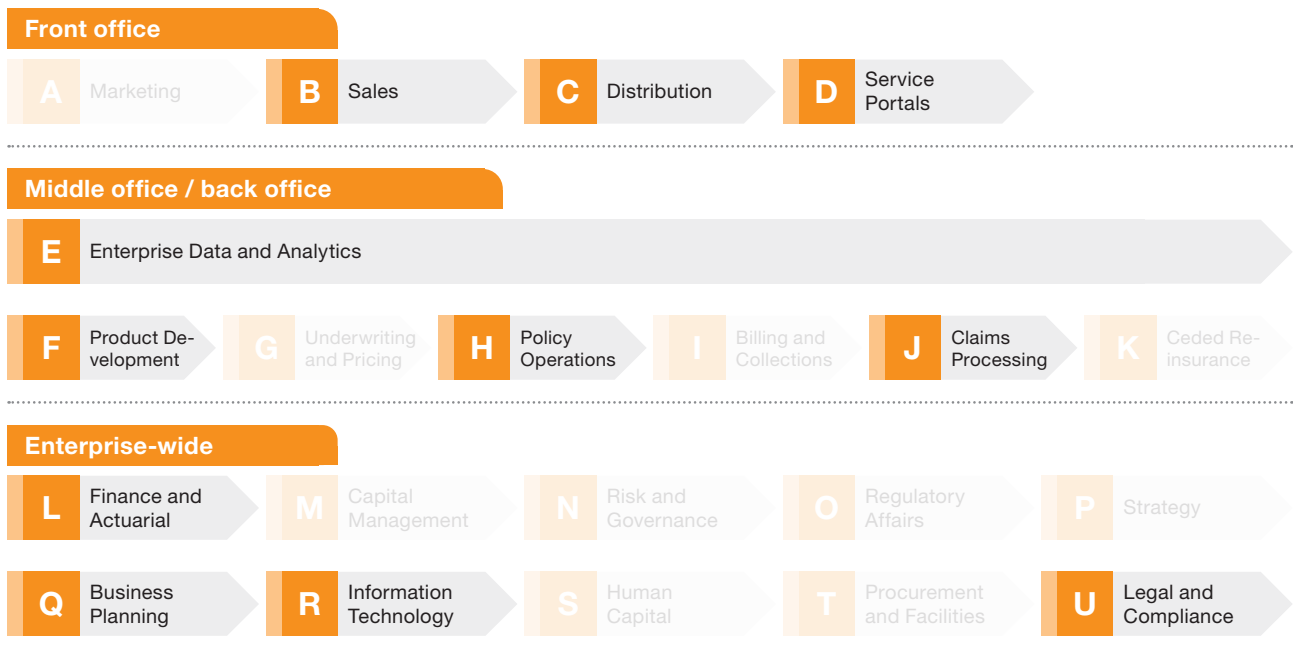 Front office
A
Marketing
B
Sales
C
Distribution
D
Service
Portals
Middle office / back office
E
Enterprise Data and Analytics
F
Product De-
velopment
G
Underwriting
and Pricing
H
Policy
Operations
I
Billing and
Collections
J
Claims
Processing
K
Ceded Re-
insurance
Enterprise-wide
L
Finance and
Actuarial
M
Capital
Management
N
Risk and
Governance
O
Regulatory
Affairs
P
Strategy
Q
Business
Planning
R
Information
Technology
S
Human
Capital
T
Procurement
and Facilities
U
Legal and
Compliance